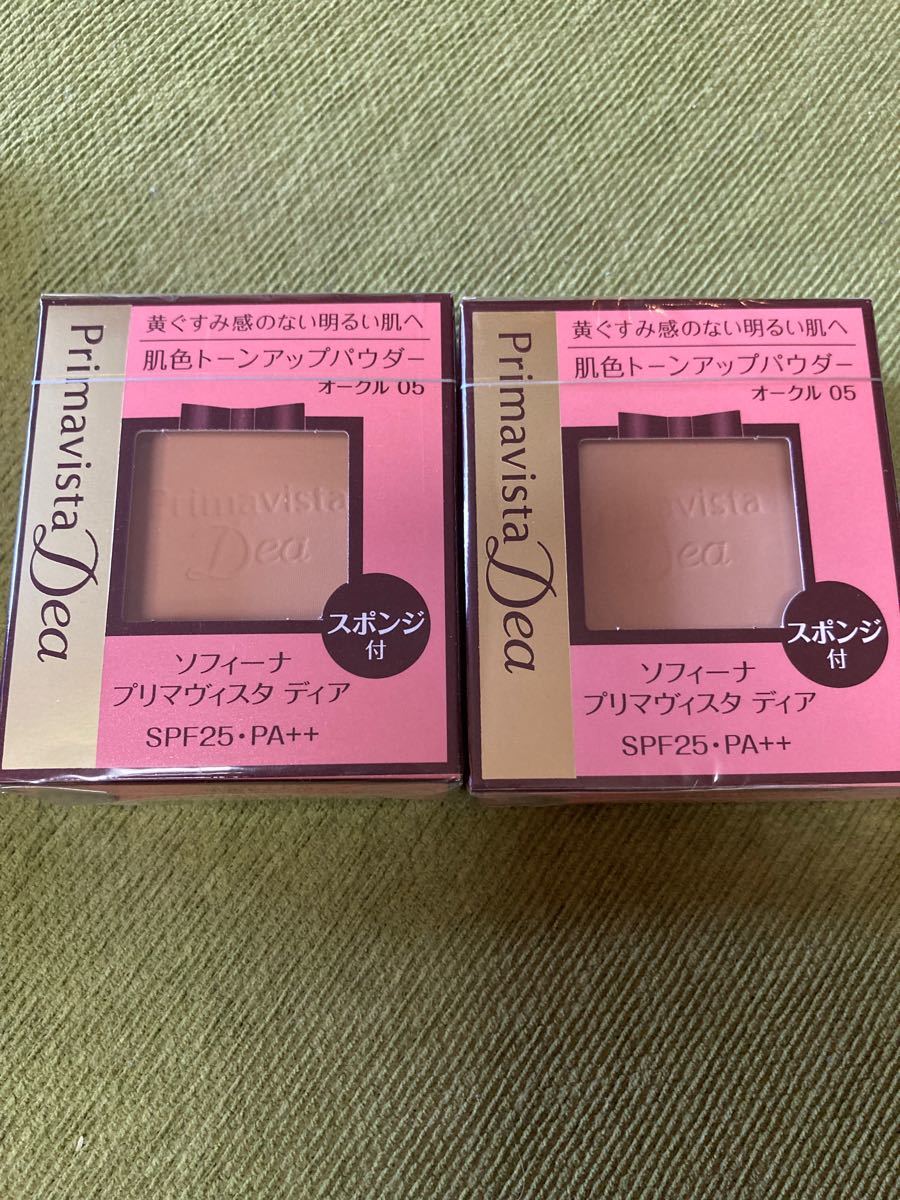 Primavista Dea
黄ぐすみ感のない明るい肌へ
肌色トーンアップパウダー
オークル 05
Primavista
Dea
スポンジ
付
ソフィーナ
プリマヴィスタ ディア
SPF25・PA++
Primavista Dea
黄ぐすみ感のない明るい肌へ
肌色トーンアップパウダー
オークル 05
Primavista
Dea
スポンジ
付
ソフィーナ
プリマヴィスタ ディア
SPF25・PA++